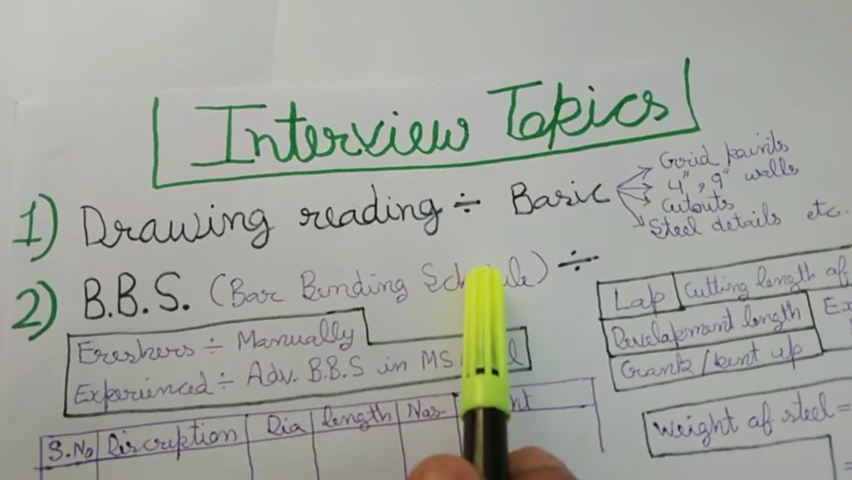 Interview Topics
1) Drawing reading ÷ Basic
Grid points
4", 9" walls
Cutouts
Steel details etc.
2) B.B.S. (Bar Bending Schedule) ÷
Freshers ÷ Manually
Experienced ÷ Adv. B.B.S in MS
Lap
Cutting length of
Development length
Crank/bent up
S.No Discription Dia length Nos.
Weight of steel =